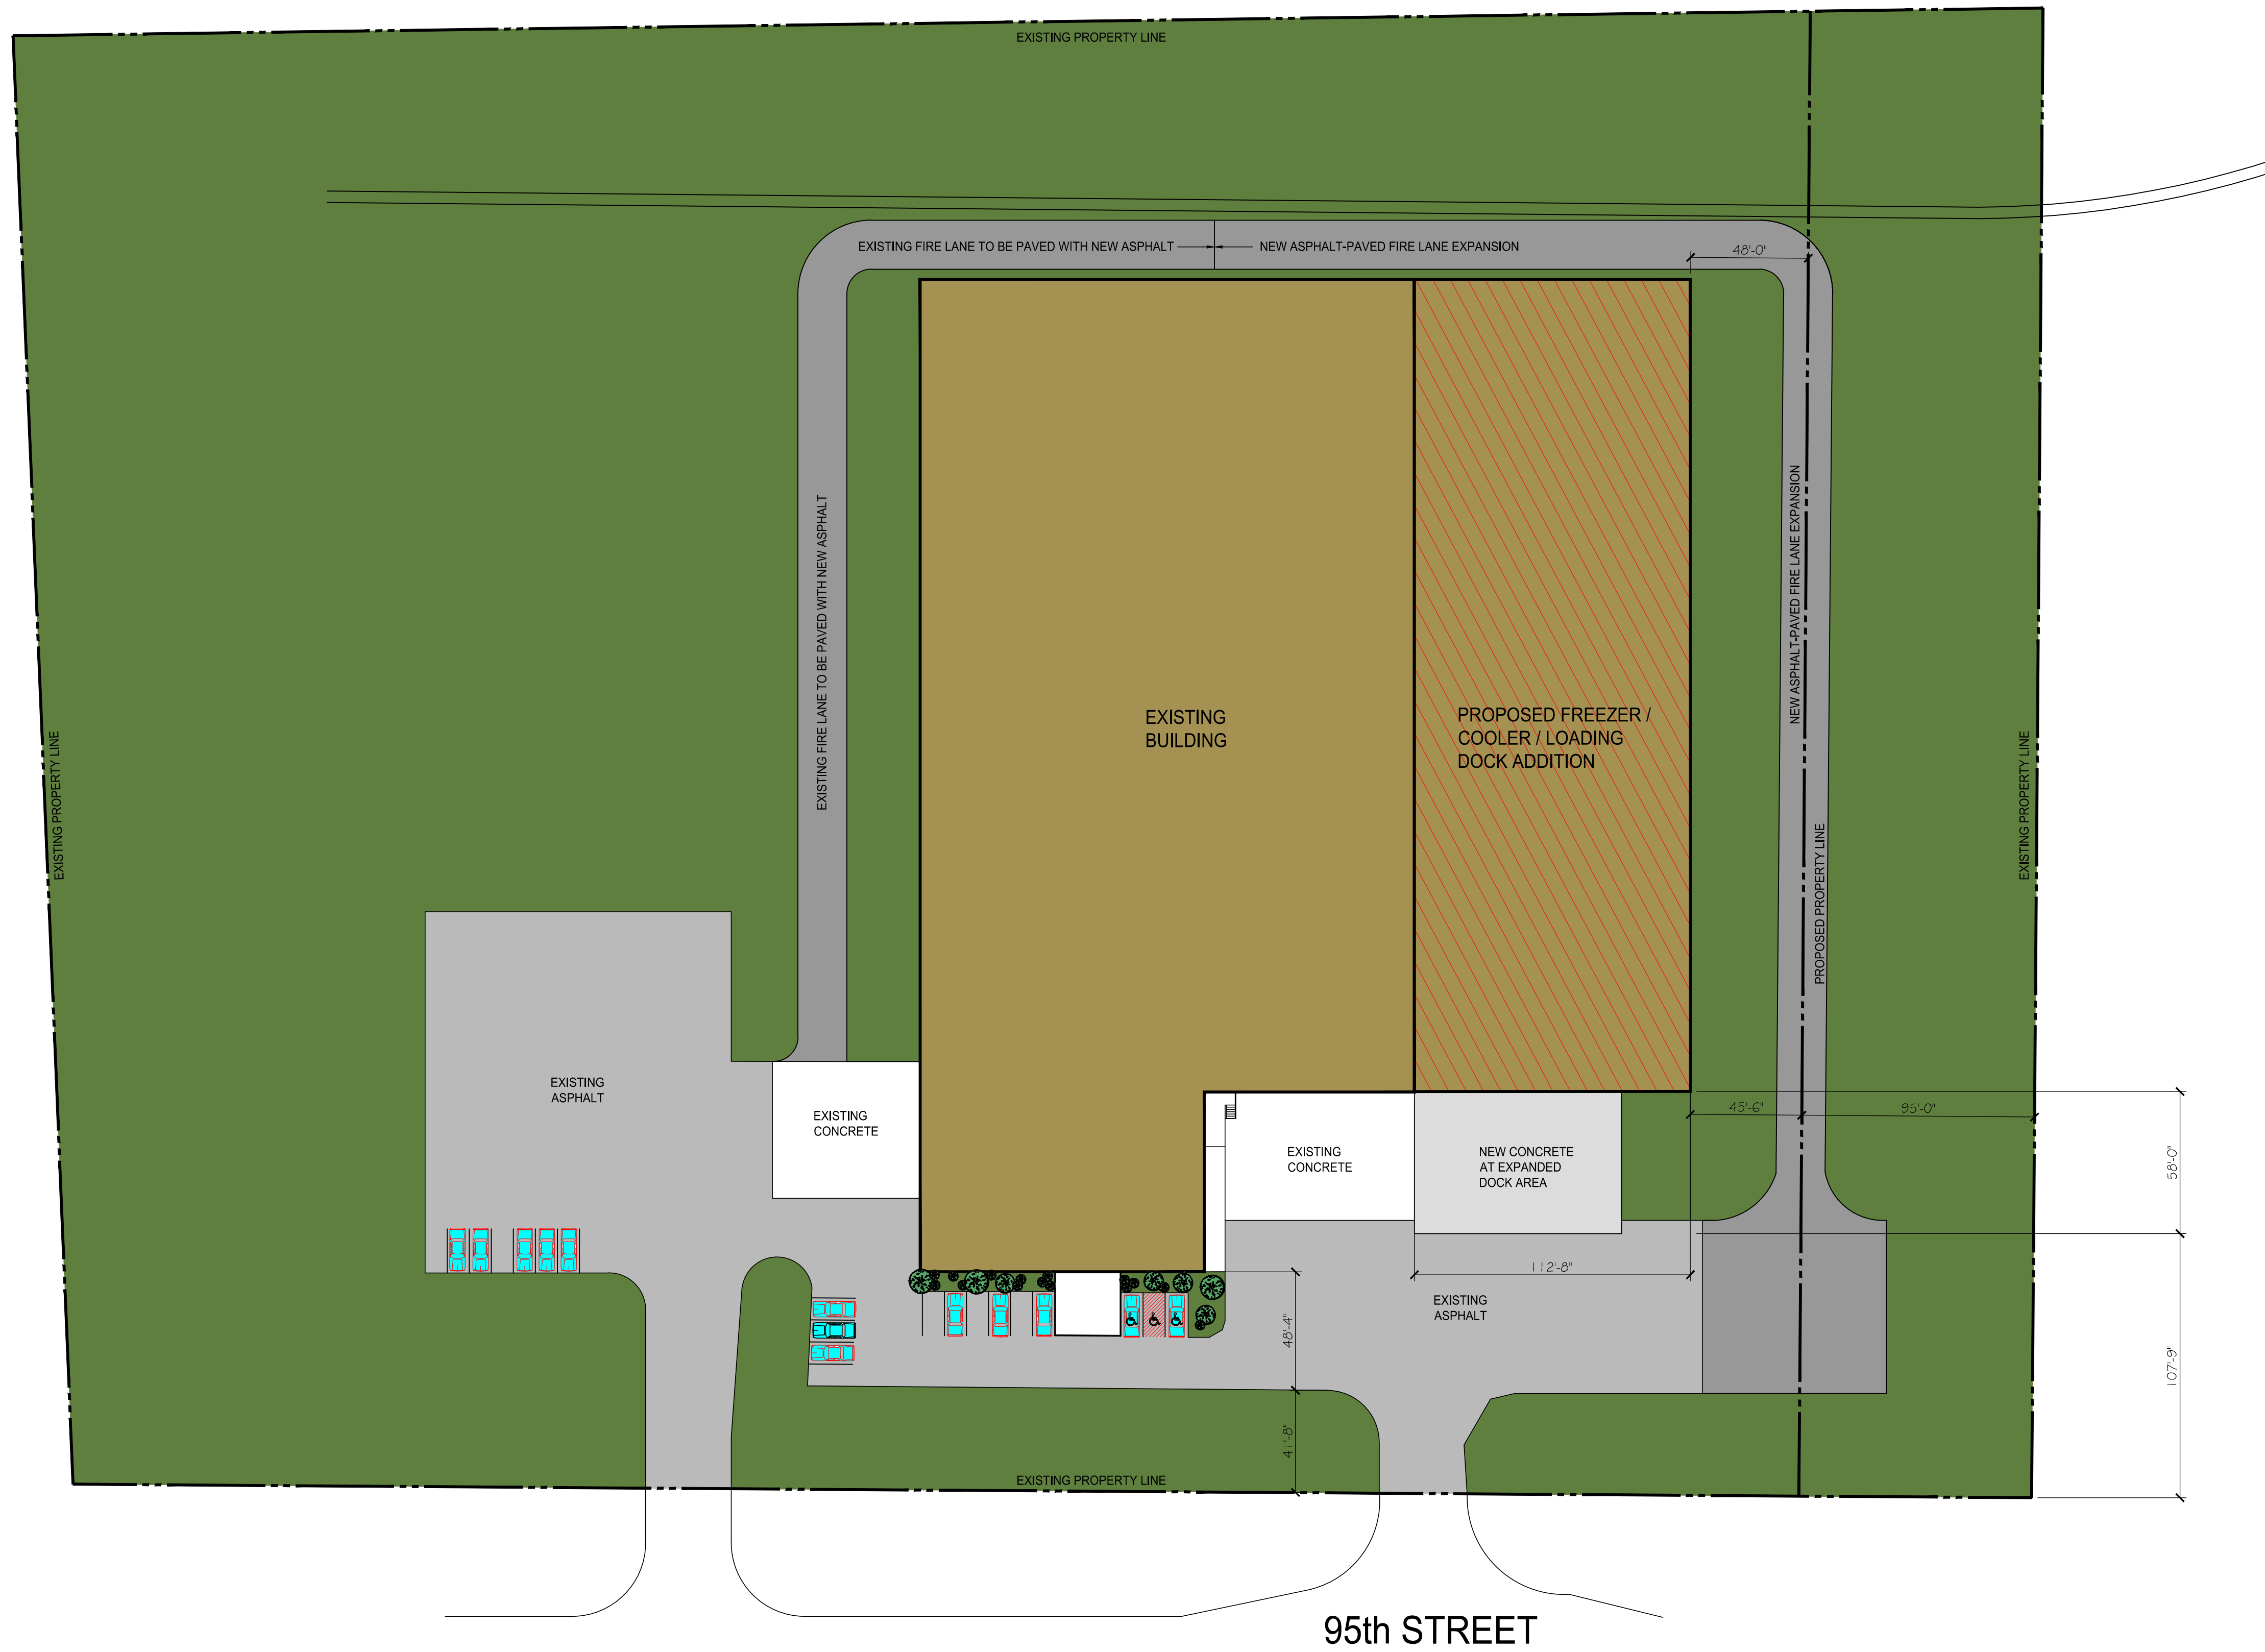 EXISTING PROPERTY LINE
EXISTING FIRE LANE TO BE PAVED WITH NEW ASPHALT
NEW ASPHALT-PAVED FIRE LANE EXPANSION
48'-0"
EXISTING FIRE LANE TO BE PAVED WITH NEW ASPHALT
NEW ASPHALT-PAVED FIRE LANE EXPANSION
EXISTING
BUILDING
PROPOSED FREEZER /
COOLER / LOADING
DOCK ADDITION
EXISTING PROPERTY LINE
PROPOSED PROPERTY LINE
EXISTING PROPERTY LINE
EXISTING
ASPHALT
EXISTING
CONCRETE
EXISTING
CONCRETE
NEW CONCRETE
AT EXPANDED
DOCK AREA
45'-6"
95'-0"
58'-0"
112'-8"
EXISTING
ASPHALT
48'-4"
107'-9"
41'-8"
EXISTING PROPERTY LINE
95th STREET